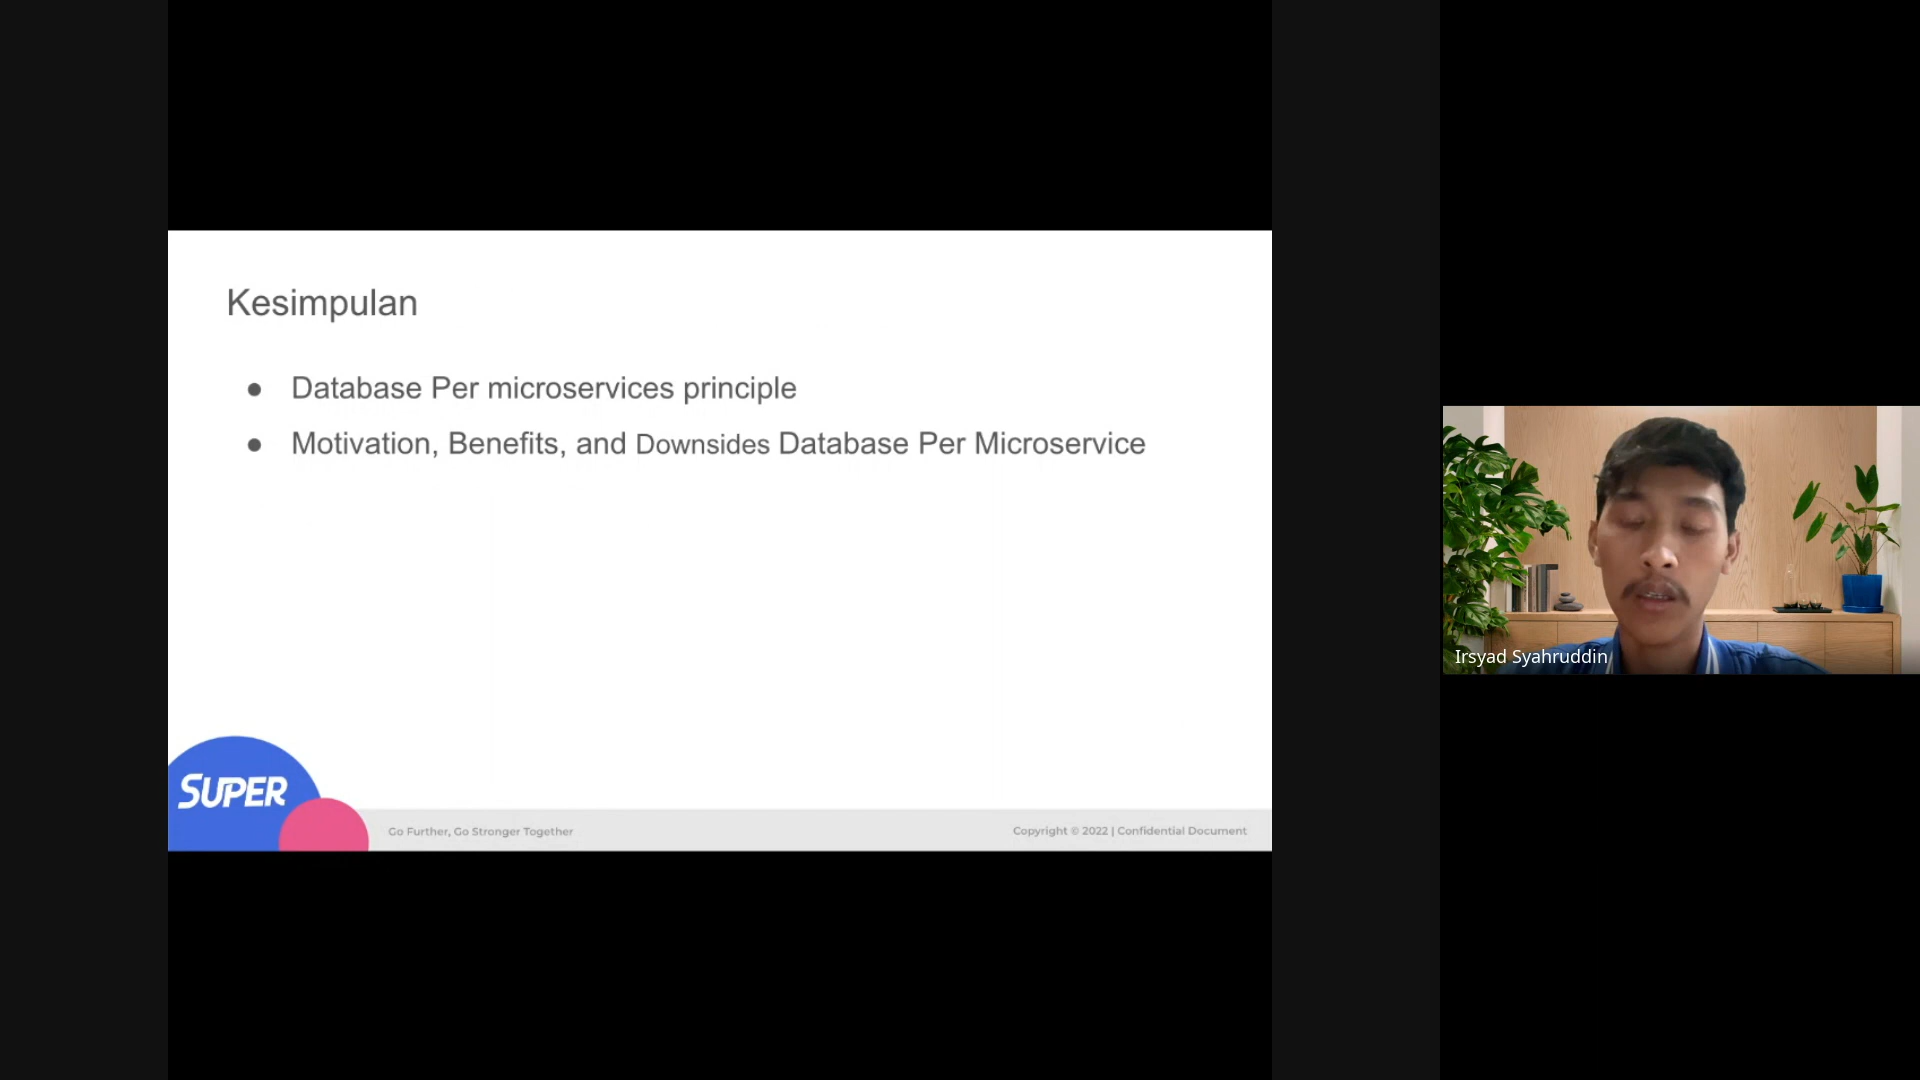 Kesimpulan
● Database Per microservices principle
● Motivation, Benefits, and Downsides Database Per Microservice
SUPER
Go Further, Go Stronger Together
Copyright © 2022 | Confidential Document
Irsyad Syahruddin